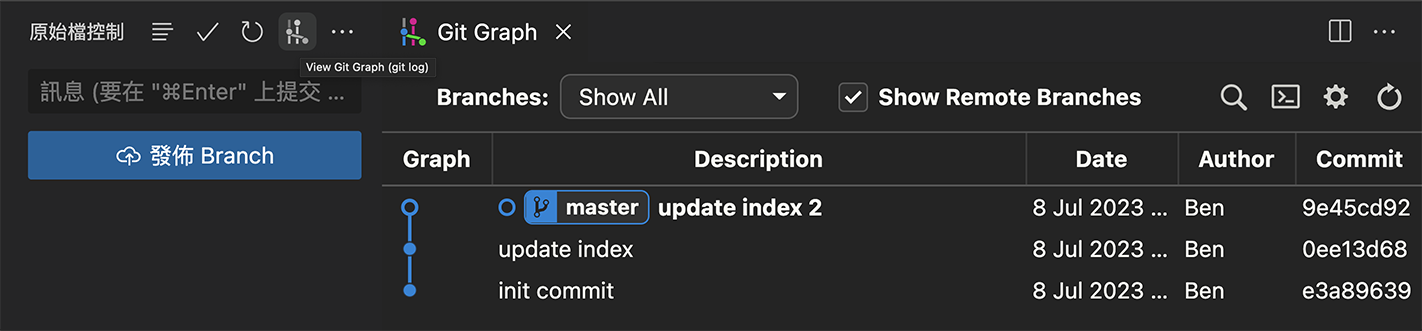 原始檔控制
Git Graph
View Git Graph (git log)
訊息 (要在 "⌘Enter" 上提交 ...
發佈 Branch
Branches: Show All Show Remote Branches
Graph Description Date Author Commit
master update index 2 8 Jul 2023 ... Ben 9e45cd92
update index 8 Jul 2023 ... Ben 0ee13d68
init commit 8 Jul 2023 ... Ben e3a89639